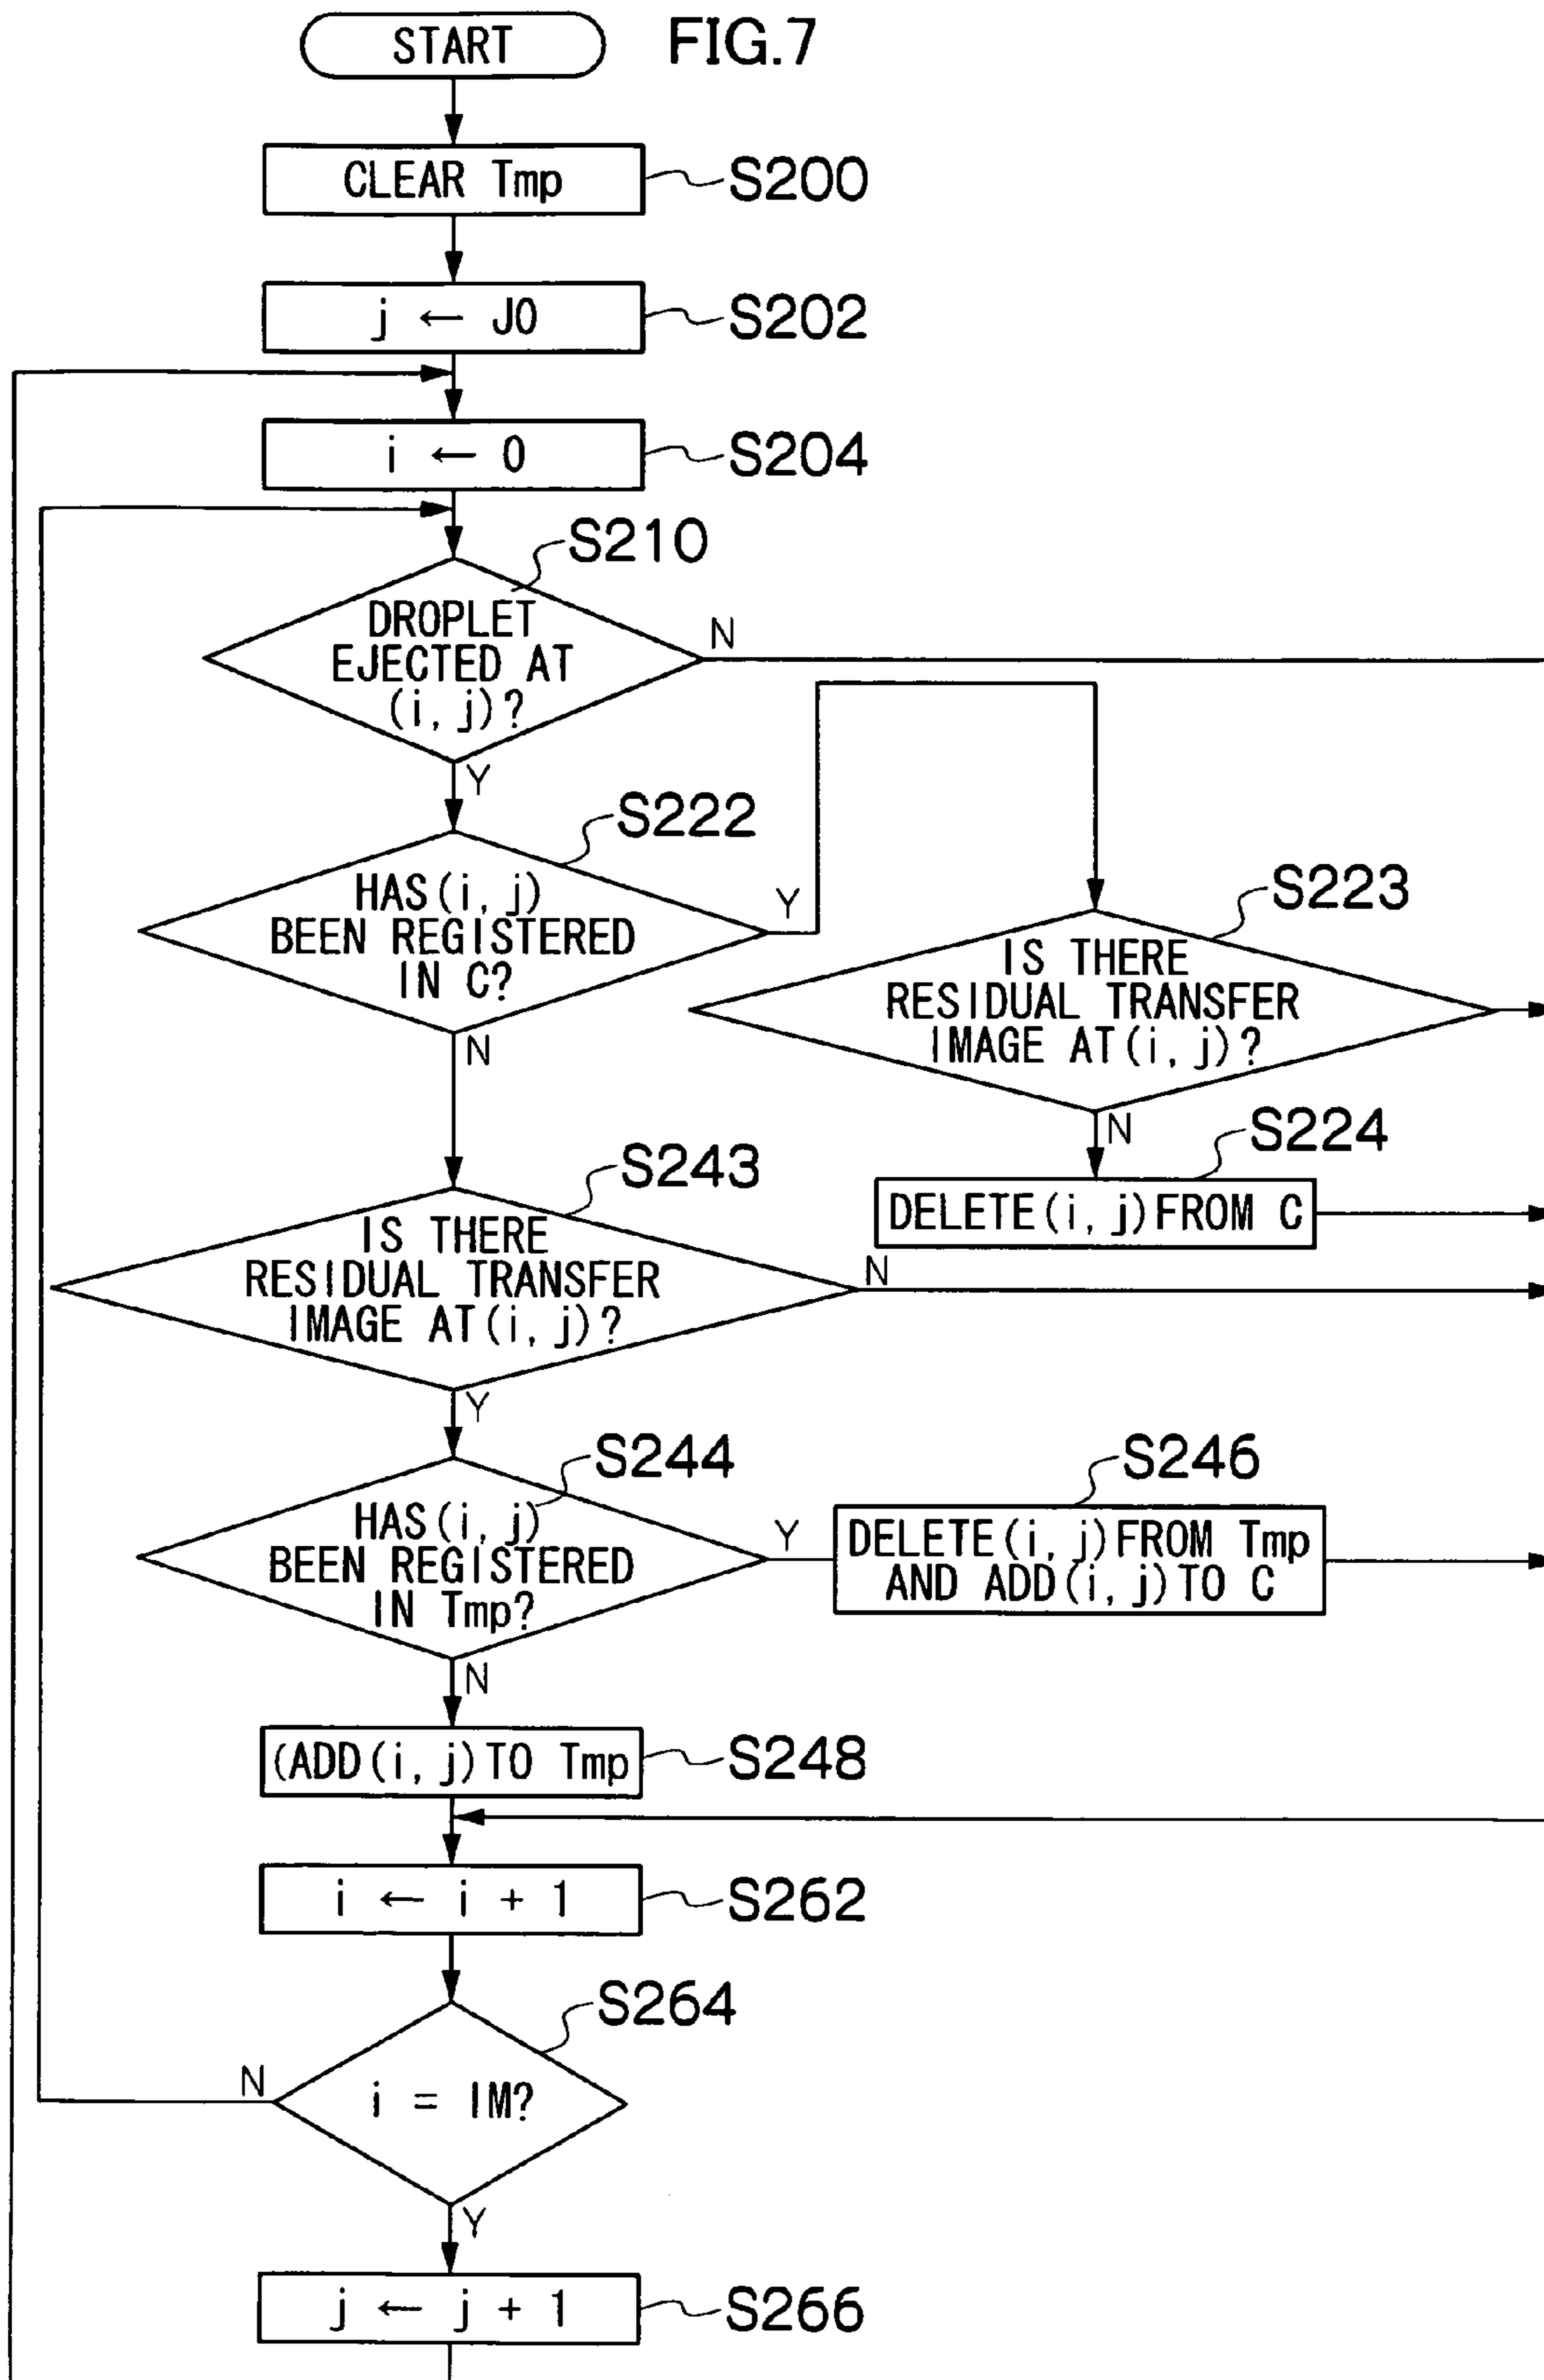 START
FIG.7
CLEAR Tmp
S200
j ← J0
S202
i ← 0
S204
S210
DROPLET
EJECTED AT
(i, j)?
N
Y
S222
HAS(i, j)
BEEN REGISTERED
IN C?
Y
N
S223
IS THERE
RESIDUAL TRANSFER
IMAGE AT(i, j)?
N
S224
DELETE(i, j)FROM C
S243
IS THERE
RESIDUAL TRANSFER
IMAGE AT(i, j)?
N
Y
S244
HAS(i, j)
BEEN REGISTERED
IN Tmp?
Y
N
S246
DELETE(i, j)FROM Tmp
AND ADD(i, j)TO C
(ADD(i, j)TO Tmp
S248
i ← i + 1
S262
S264
i = IM?
N
Y
j ← j + 1
S266